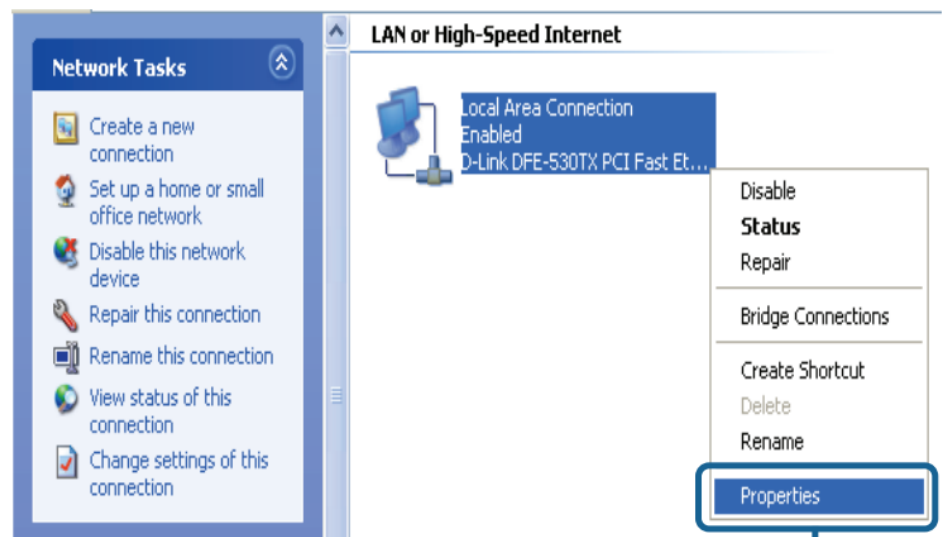 LAN or High-Speed Internet
Network Tasks
Create a new
connection
Set up a home or small
office network
Disable this network
device
Repair this connection
Rename this connection
View status of this
connection
Change settings of this
connection
Local Area Connection
Enabled
D-Link DFE-530TX PCI Fast Et...
Disable
Status
Repair
Bridge Connections
Create Shortcut
Delete
Rename
Properties